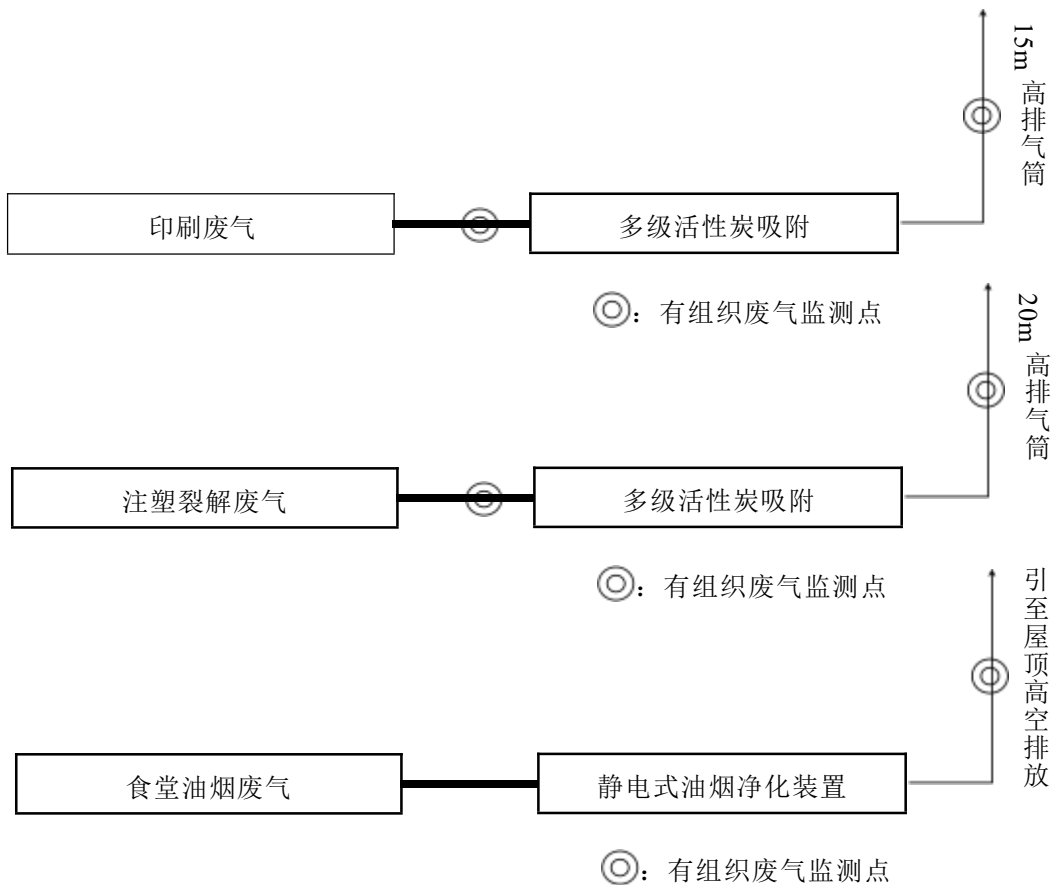 15m高排气筒
印刷废气
多级活性炭吸附
：有组织废气监测点
20m高排气筒
注塑裂解废气
多级活性炭吸附
：有组织废气监测点
引至屋顶高空排放
食堂油烟废气
静电式油烟净化装置
：有组织废气监测点